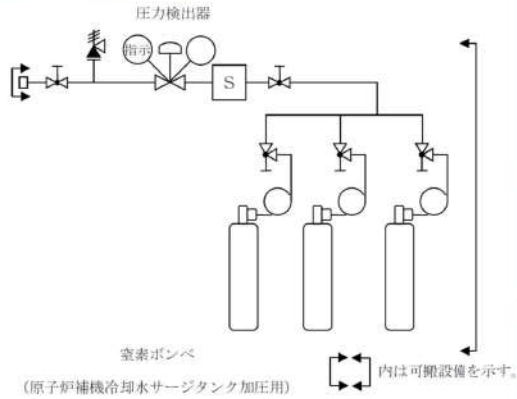 圧力検出器
指示
S
窒素ボンベ
(原子炉補機冷却水サージタンク加圧用)
内は可搬設備を示す。